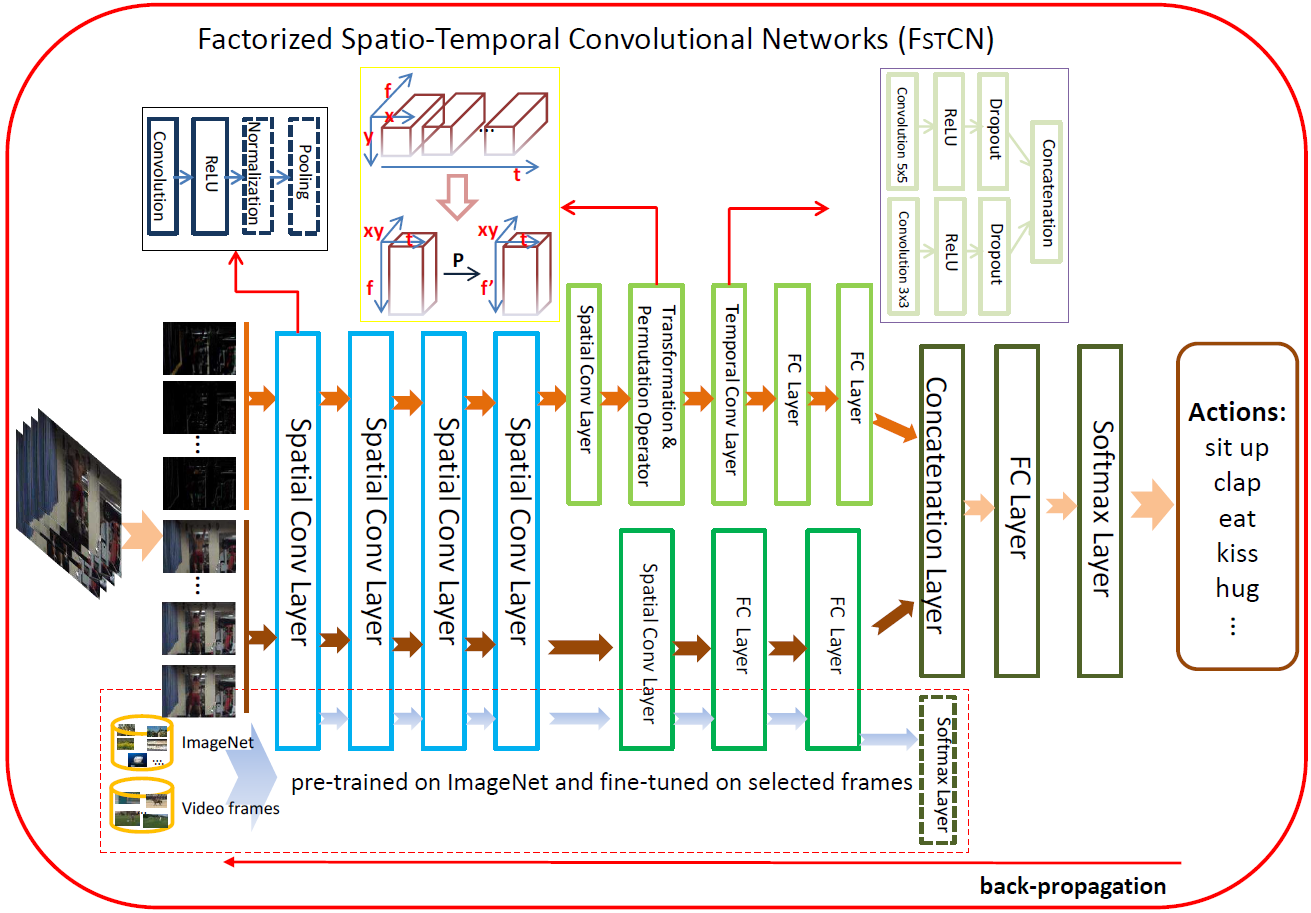 Factorized Spatio-Temporal Convolutional Networks (FSTCN)
Convolution
ReLU
Normalization
Pooling
f
x
y
...
t
xy
t
f
P
xy
t
f'
Convolution 5x5
ReLU
Dropout
Convolution 3x3
ReLU
Dropout
Concatenation
...
...
Spatial Conv Layer
Spatial Conv Layer
Spatial Conv Layer
Spatial Conv Layer
Spatial Conv Layer
Transformation &
Permutation Operator
Temporal Conv Layer
FC Layer
FC Layer
Spatial Conv Layer
FC Layer
FC Layer
Concatenation Layer
FC Layer
Softmax Layer
Actions:
sit up
clap
eat
kiss
hug
...
ImageNet
...
Video frames
pre-trained on ImageNet and fine-tuned on selected frames
Softmax Layer
back-propagation